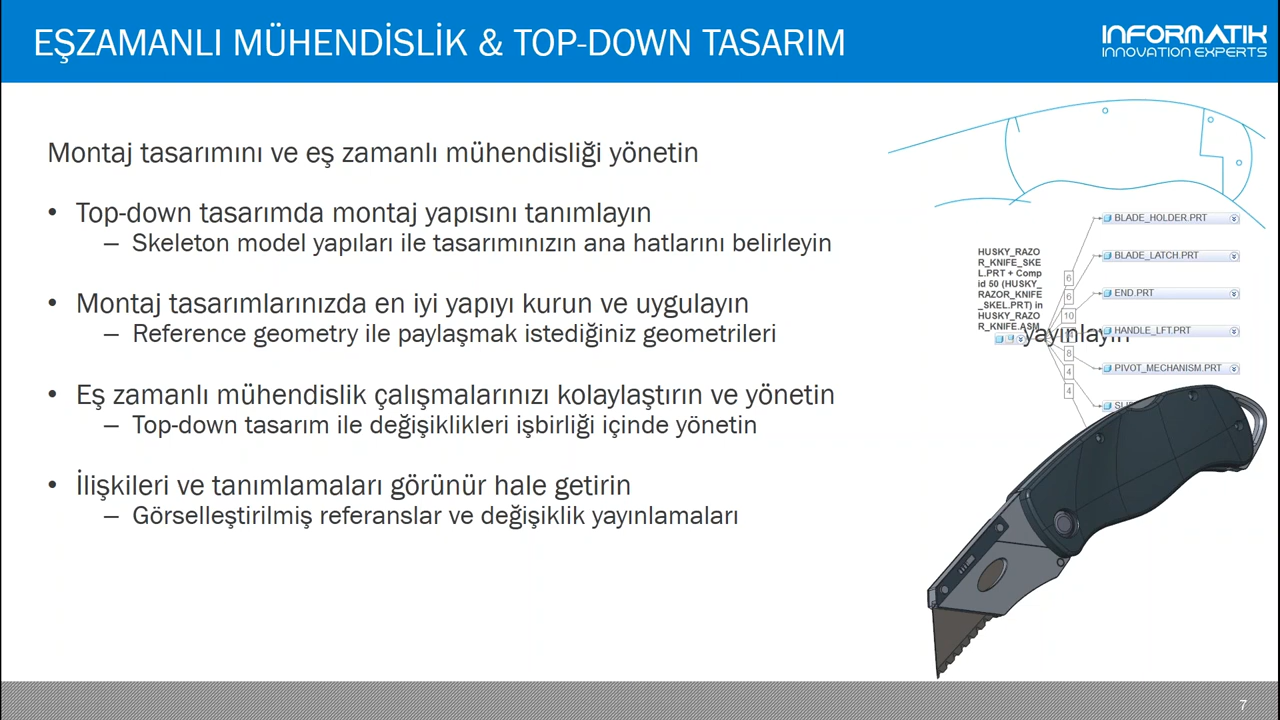 EŞZAMANLI MÜHENDİSLİK & TOP-DOWN TASARIM
INFORMATIK
INNOVATION EXPERTS
Montaj tasarımını ve eş zamanlı mühendisliği yönetin
• Top-down tasarımda montaj yapısını tanımlayın
– Skeleton model yapıları ile tasarımınızın ana hatlarını belirleyin
• Montaj tasarımlarınızda en iyi yapıyı kurun ve uygulayın
– Reference geometry ile paylaşmak istediğiniz geometrileri yayınlayın
• Eş zamanlı mühendislik çalışmalarınızı kolaylaştırın ve yönetin
– Top-down tasarım ile değişiklikleri işbirliği içinde yönetin
• İlişkileri ve tanımlamaları görünür hale getirin
– Görselleştirilmiş referanslar ve değişiklik yayınlamaları
HUSKY_RAZO
R_KNIFE_SKE
L.PRT + Comp
id 50 (HUSKY_
RAZOR_KNIFE
_SKEL.PRT) in
HUSKY_RAZO
R_KNIFE.ASM
6
6
10
8
4
4
BLADE_HOLDER.PRT
BLADE_LATCH.PRT
END.PRT
HANDLE_LFT.PRT
PIVOT_MECHANISM.PRT
7